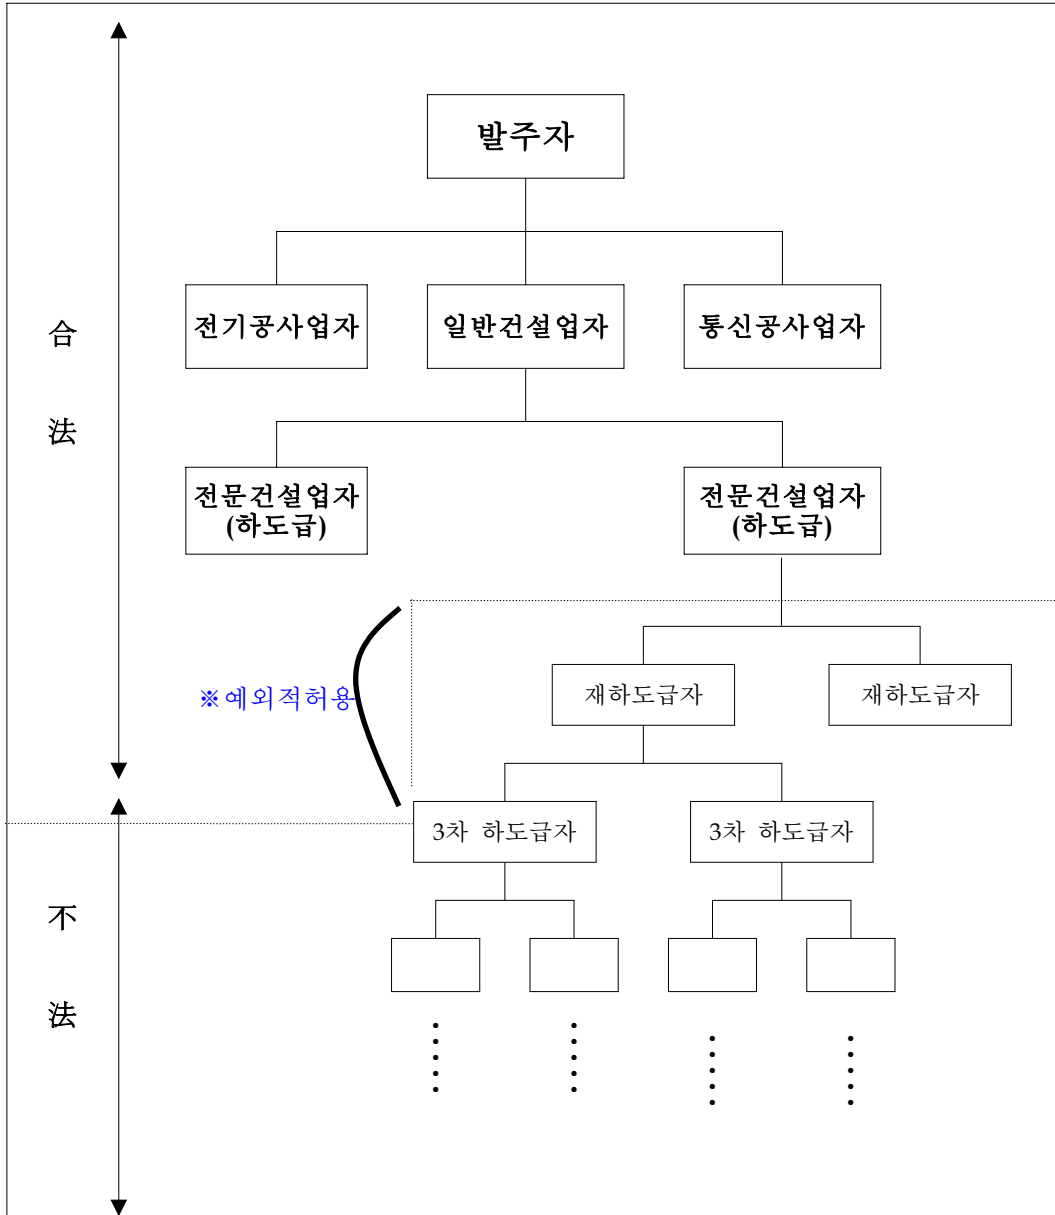 발주자
전기공사업자
일반건설업자
통신공사업자
合
法
전문건설업자
(하도급)
전문건설업자
(하도급)
※예외적허용
재하도급자
재하도급자
3차 하도급자
3차 하도급자
不
法